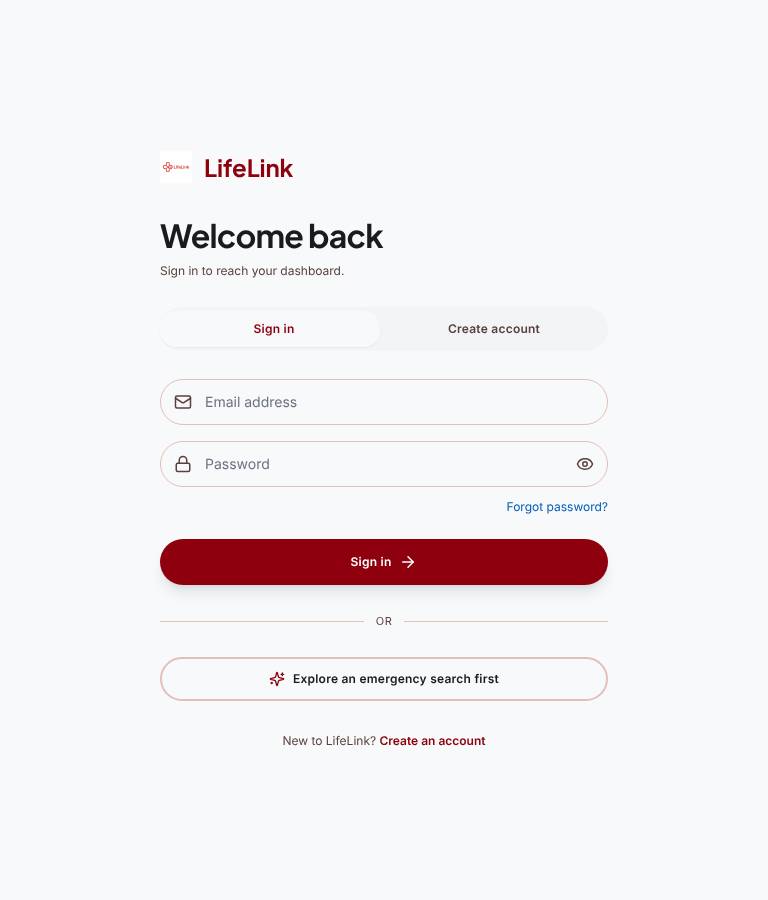 LifeLink
LifeLink
Welcome back
Sign in to reach your dashboard.
Sign in
Create account
Email address
Password
Forgot password?
Sign in
OR
Explore an emergency search first
New to LifeLink? Create an account